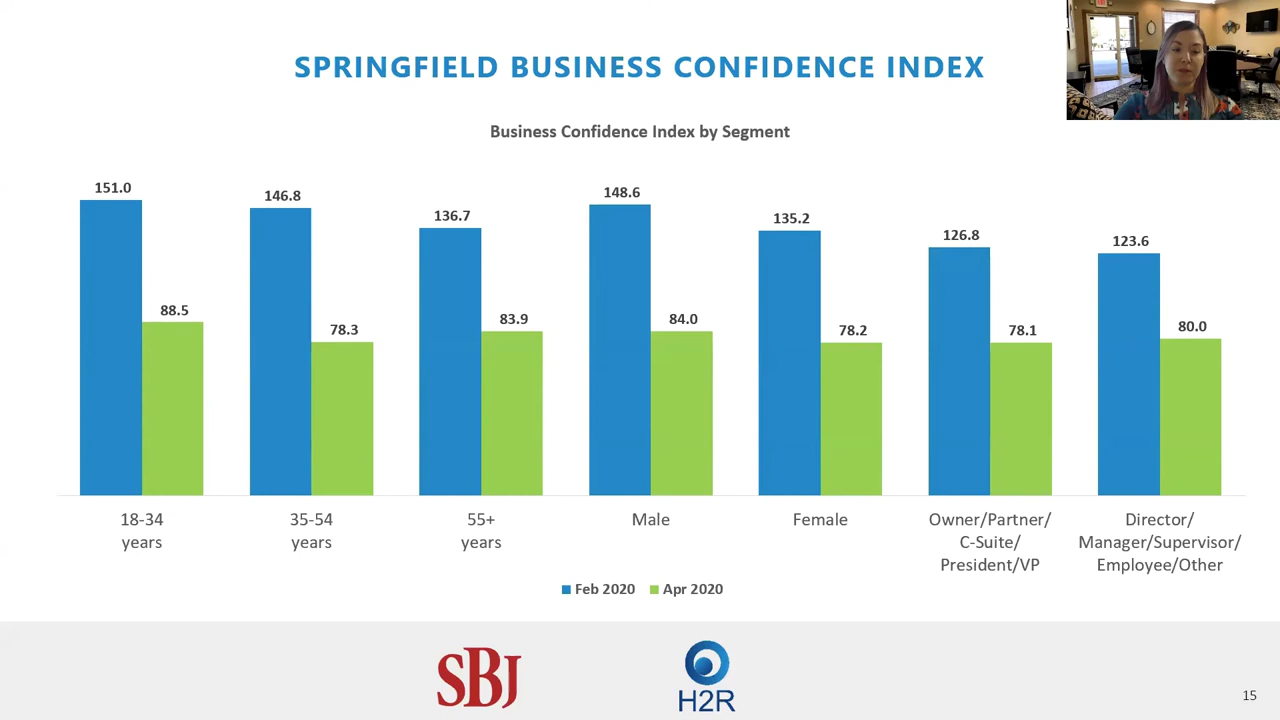 SPRINGFIELD BUSINESS CONFIDENCE INDEX
Business Confidence Index by Segment
151.0
88.5
146.8
78.3
136.7
83.9
148.6
84.0
135.2
78.2
126.8
78.1
123.6
80.0
18-34
years
35-54
years
55+
years
Male
Female
Owner/Partner/
C-Suite/
President/VP
Director/
Manager/Supervisor/
Employee/Other
Feb 2020
Apr 2020
SBJ
H2R
15